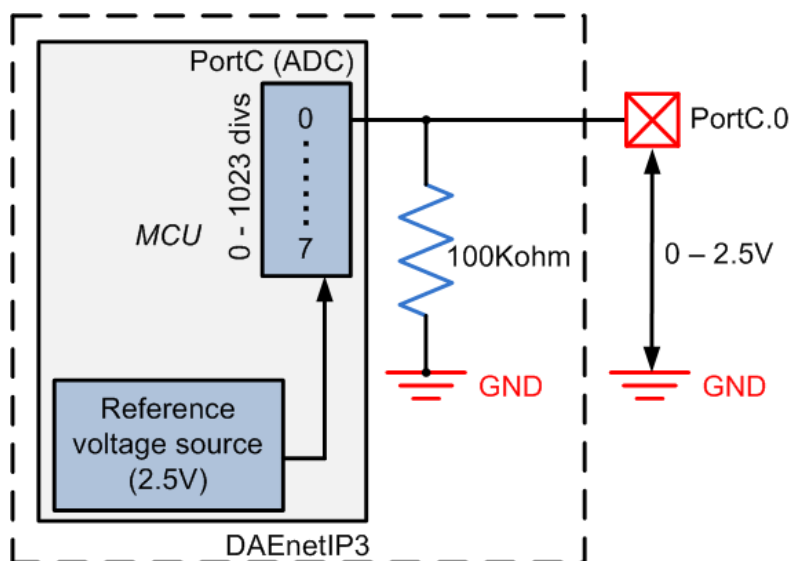 PortC (ADC)
0 - 1023 divs
0
7
MCU
PortC.0
100Kohm
0 – 2.5V
GND
GND
Reference
voltage source
(2.5V)
DAEnetIP3